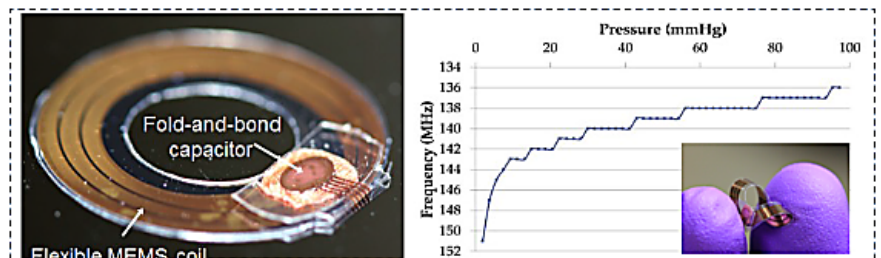 Fold-and-bond
capacitor
Flexible MEMS coil
Pressure (mmHg)
0 20 40 60 80 100
Frequency (MHz)
134
136
138
140
142
144
146
148
150
152